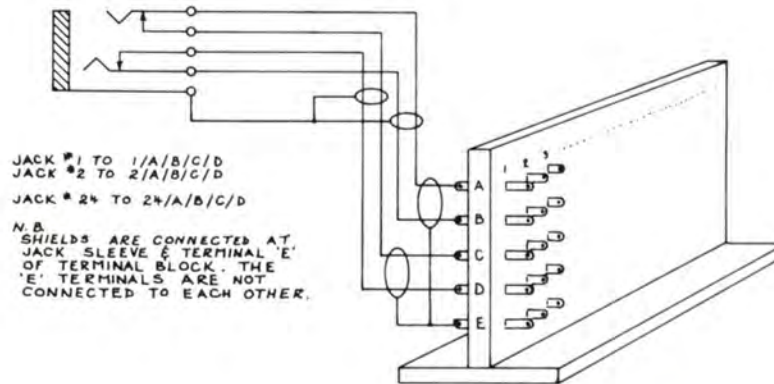 JACK #1 TO 1/A/B/C/D
JACK #2 TO 2/A/B/C/D
JACK #24 TO 24/A/B/C/D
N.B.
SHIELDS ARE CONNECTED AT
JACK SLEEVE & TERMINAL 'E'
OF TERMINAL BLOCK. THE
'E' TERMINALS ARE NOT
CONNECTED TO EACH OTHER.
1 2 3
A
B
C
D
E